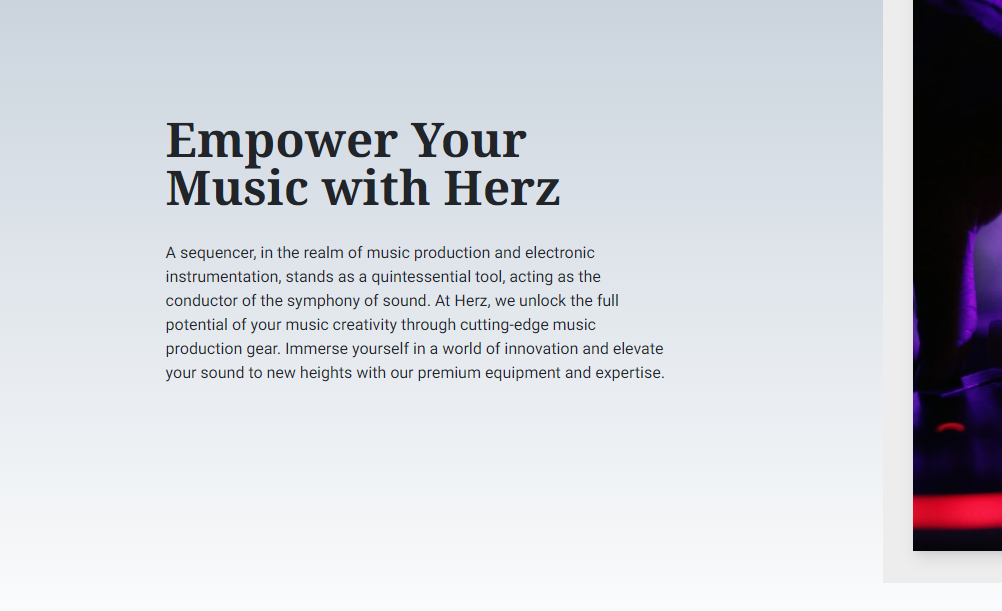 Empower Your
Music with Herz
A sequencer, in the realm of music production and electronic
instrumentation, stands as a quintessential tool, acting as the
conductor of the symphony of sound. At Herz, we unlock the full
potential of your music creativity through cutting-edge music
production gear. Immerse yourself in a world of innovation and elevate
your sound to new heights with our premium equipment and expertise.